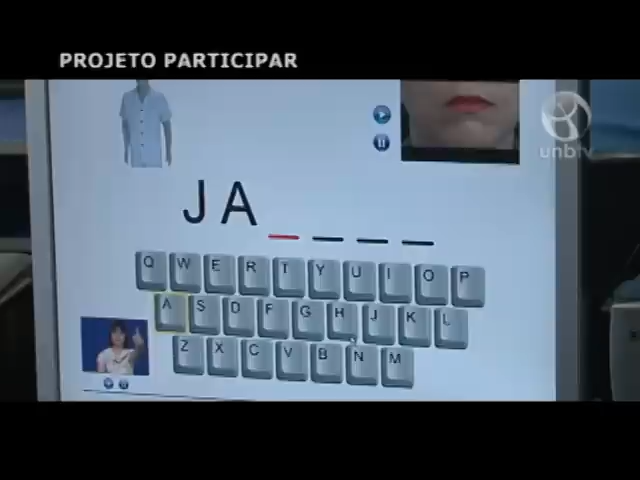 PROJETO PARTICIPAR
unbtv
JA
Q W E R T Y U I O P
A S D F G H J K L
Z X C V B N M